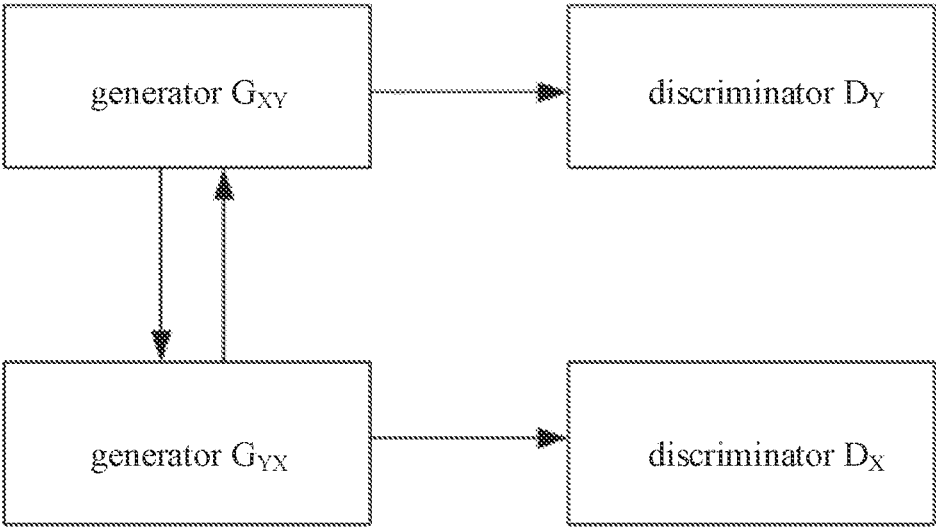 generator G_XY
discriminator D_Y
generator G_YX
discriminator D_X